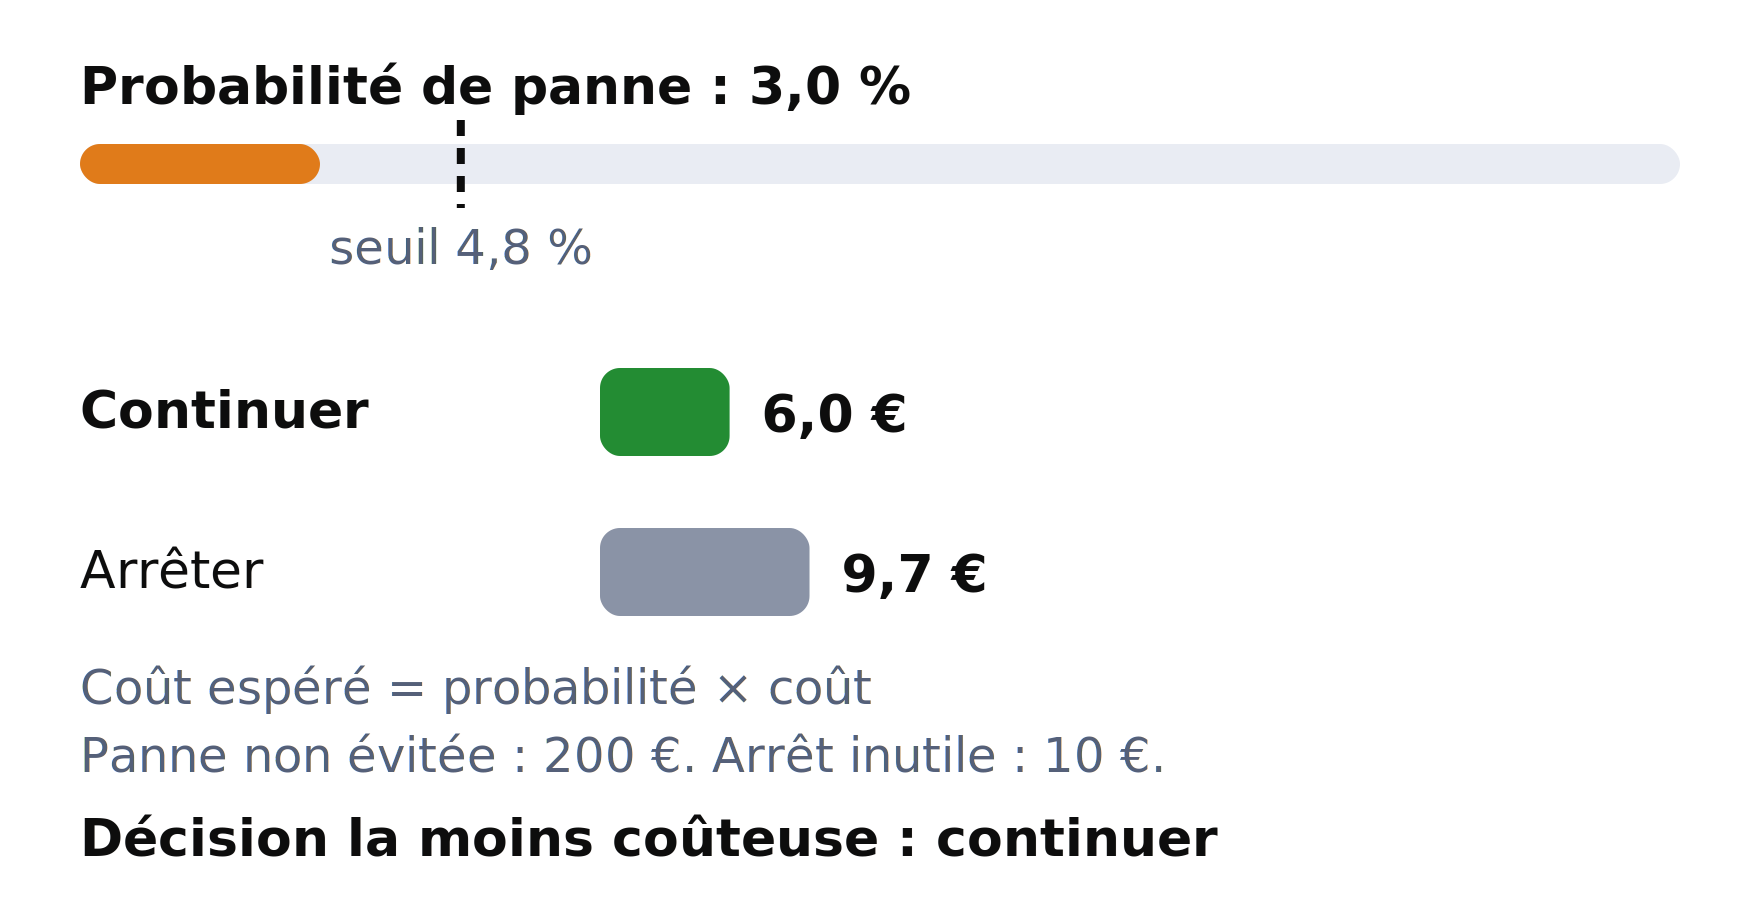 Probabilité de panne : 3,0 %
seuil 4,8 %
Continuer 6,0 €
Arrêter 9,7 €
Coût espéré = probabilité × coût
Panne non évitée : 200 €. Arrêt inutile : 10 €.
Décision la moins coûteuse : continuer